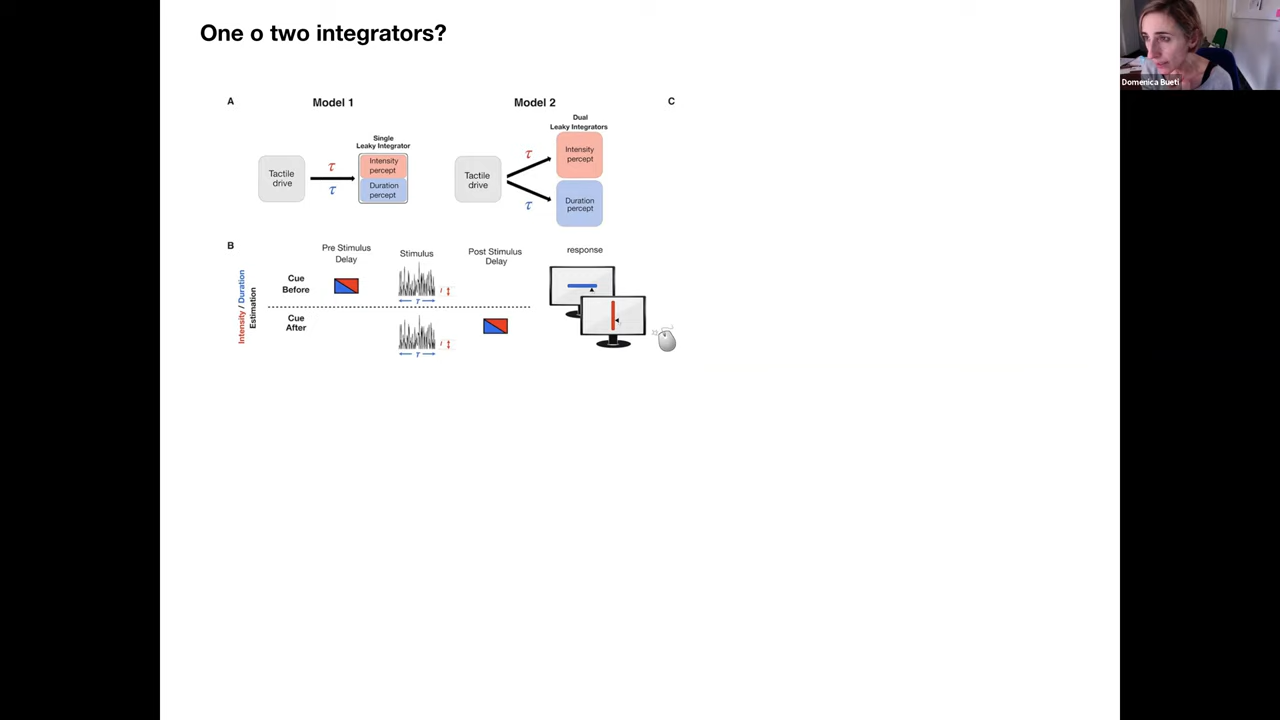 One o two integrators?
Domenica Bueti
A
Model 1
Model 2
C
Single
Leaky Integrator
Tactile
drive
τ
τ
Intensity
percept
Duration
percept
Dual
Leaky Integrators
Tactile
drive
τ
τ
Intensity
percept
Duration
percept
B
Pre Stimulus
Delay
Stimulus
Post Stimulus
Delay
response
Intensity / Duration
Estimation
Cue
Before
T
i
Cue
After
T
i